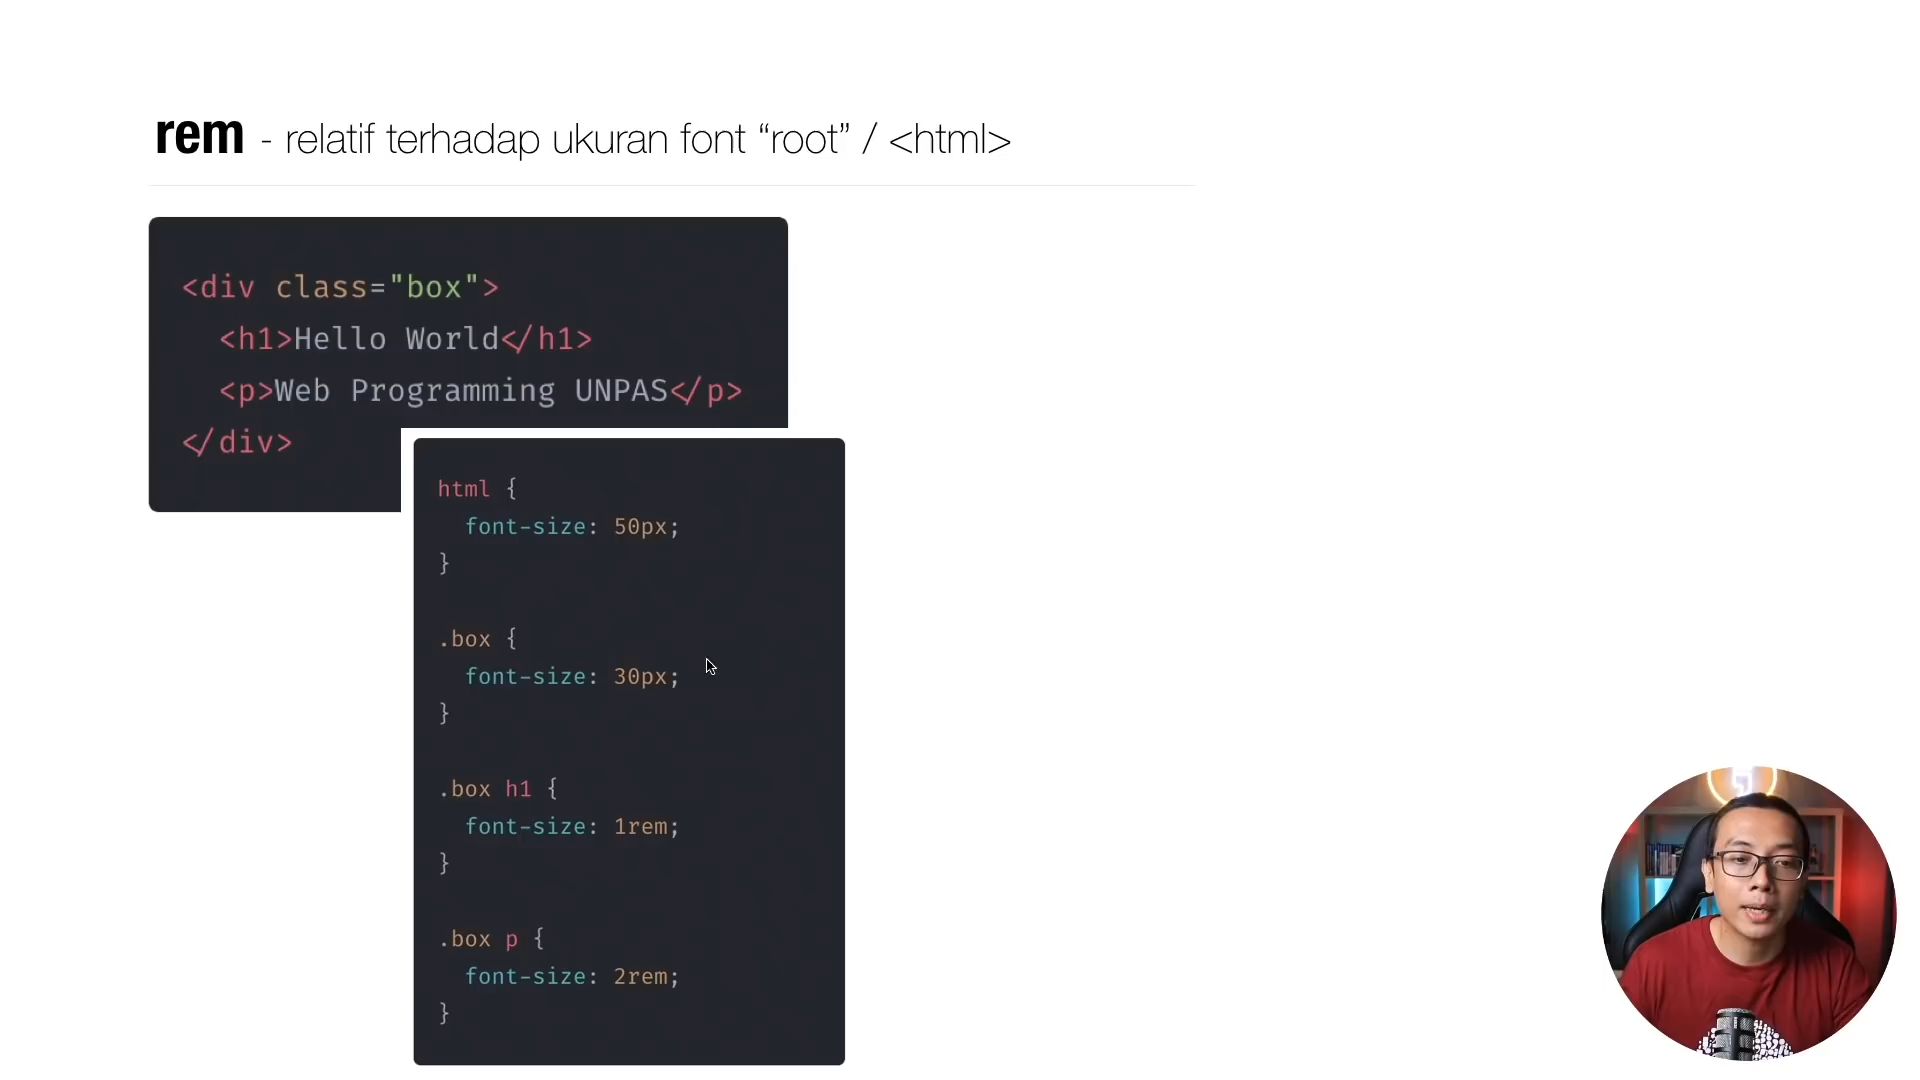 rem - relatif terhadap ukuran font “root” / <html>
<div class="box">
<h1>Hello World</h1>
<p>Web Programming UNPAS</p>
</div>
html {
font-size: 50px;
}
.box {
font-size: 30px;
}
.box h1 {
font-size: 1rem;
}
.box p {
font-size: 2rem;
}